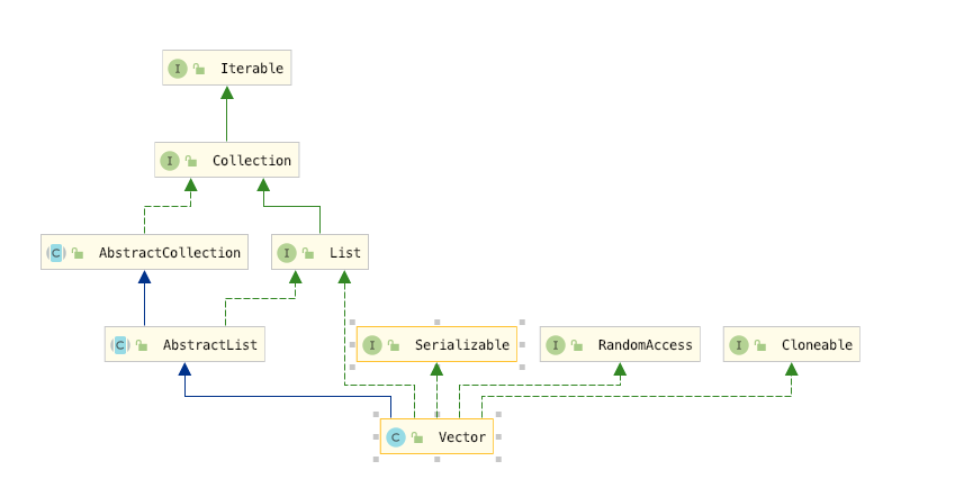 I Iterable
I Collection
C AbstractCollection
I List
C AbstractList
I Serializable
I RandomAccess
I Cloneable
C Vector